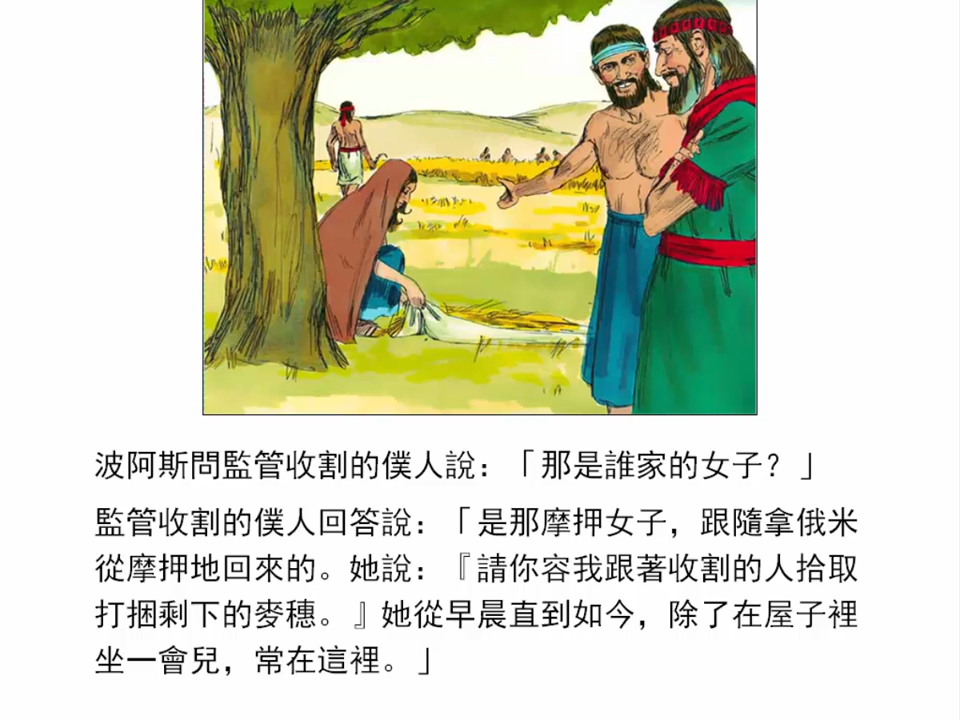 波阿斯問監管收割的僕人說：「那是誰家的女子？」
監管收割的僕人回答說：「是那摩押女子，跟隨拿俄米
從摩押地回來的。她說：『請你容我跟著收割的人拾取
打捆剩下的麥穗。』她從早晨直到如今，除了在屋子裡
坐一會兒，常在這裡。」